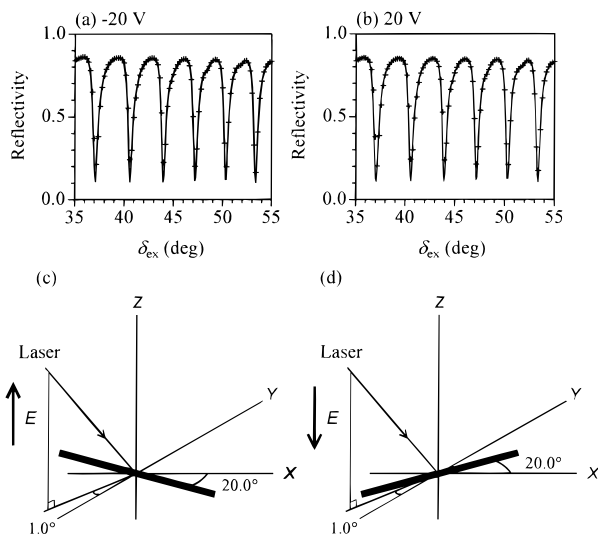 (a) -20 V
(b) 20 V
1.0
0.5
0.0
Reflectivity
35 40 45 50 55
δex (deg)
1.0
0.5
0.0
Reflectivity
35 40 45 50 55
δex (deg)
(c)
Z
Laser
Y
E
X
20.0°
1.0°
(d)
Z
Laser
Y
E
X
20.0°
1.0°